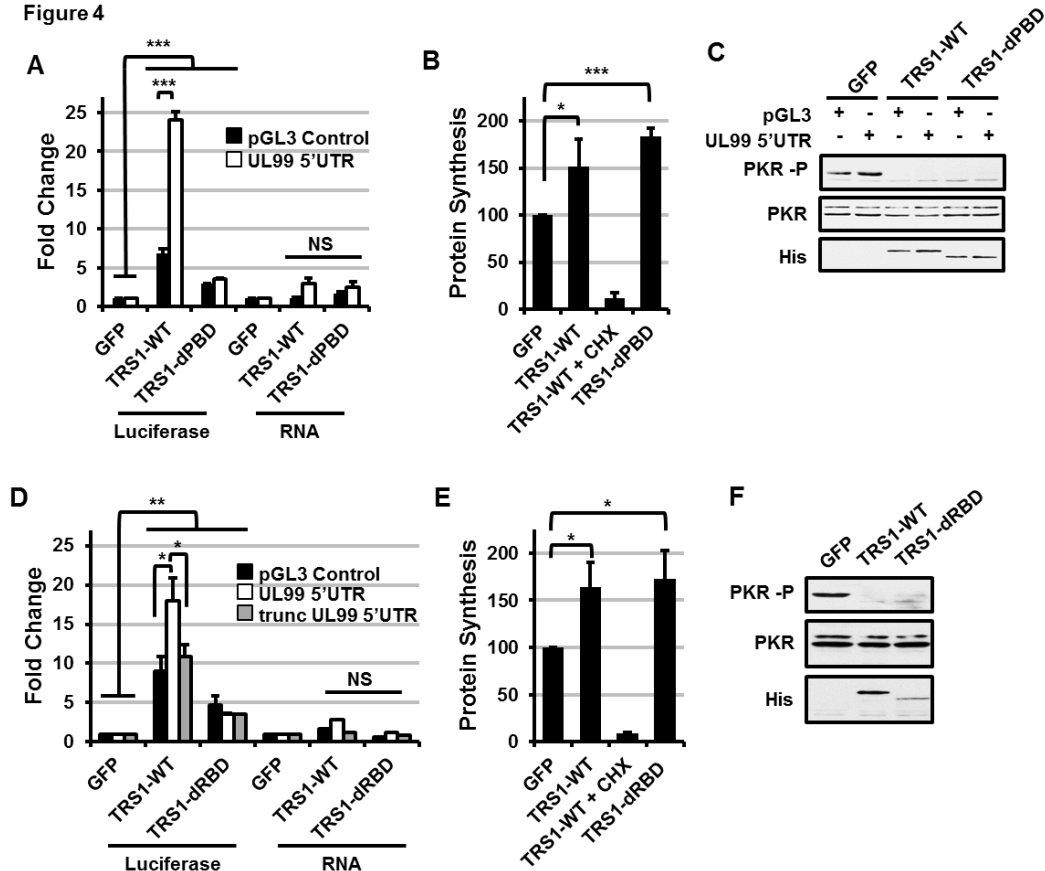 Figure 4
A
***
***
Fold Change
25
20
15
10
5
0
pGL3 Control
UL99 5'UTR
NS
GFP
TRS1-WT
TRS1-dPBD
GFP
TRS1-WT
TRS1-dPBD
Luciferase
RNA
B
***
*
Protein Synthesis
200
150
100
50
0
GFP
TRS1-WT
TRS1-WT + CHX
TRS1-dPBD
C
GFP
TRS1-WT
TRS1-dPBD
pGL3 + - + - + -
UL99 5'UTR - + - + - +
PKR -P
PKR
His
D
**
*
*
Fold Change
25
20
15
10
5
0
pGL3 Control
UL99 5'UTR
trunc UL99 5'UTR
NS
GFP
TRS1-WT
TRS1-dRBD
GFP
TRS1-WT
TRS1-dRBD
Luciferase
RNA
E
*
*
Protein Synthesis
200
150
100
50
0
GFP
TRS1-WT
TRS1-WT + CHX
TRS1-dRBD
F
GFP
TRS1-WT
TRS1-dRBD
PKR -P
PKR
His